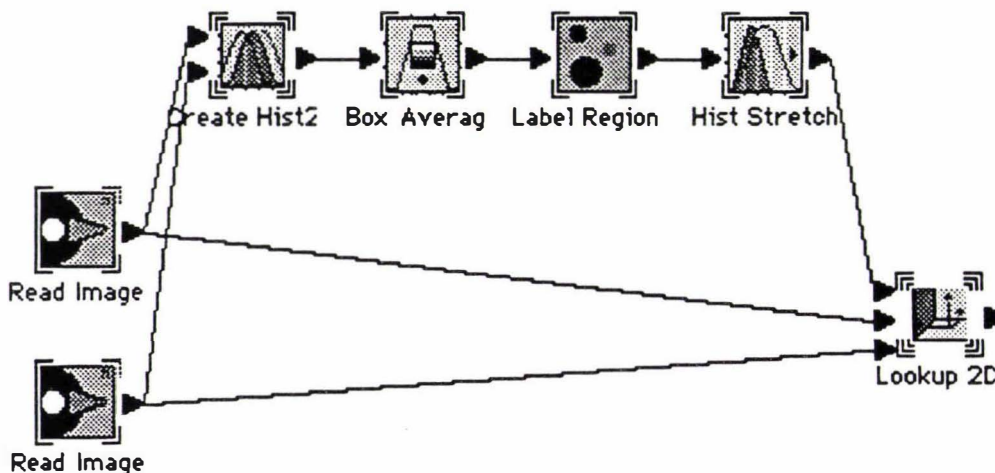 Create Hist2
Box Averag
Label Region
Hist Stretch
Read Image
Lookup 2D
Read Image